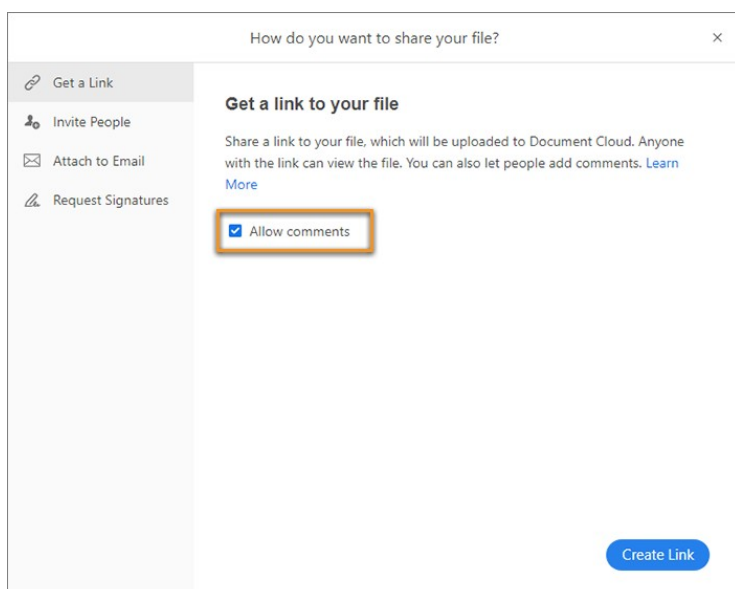 How do you want to share your file?
Get a Link
Invite People
Attach to Email
Request Signatures
Get a link to your file
Share a link to your file, which will be uploaded to Document Cloud. Anyone
with the link can view the file. You can also let people add comments. Learn
More
Allow comments
Create Link